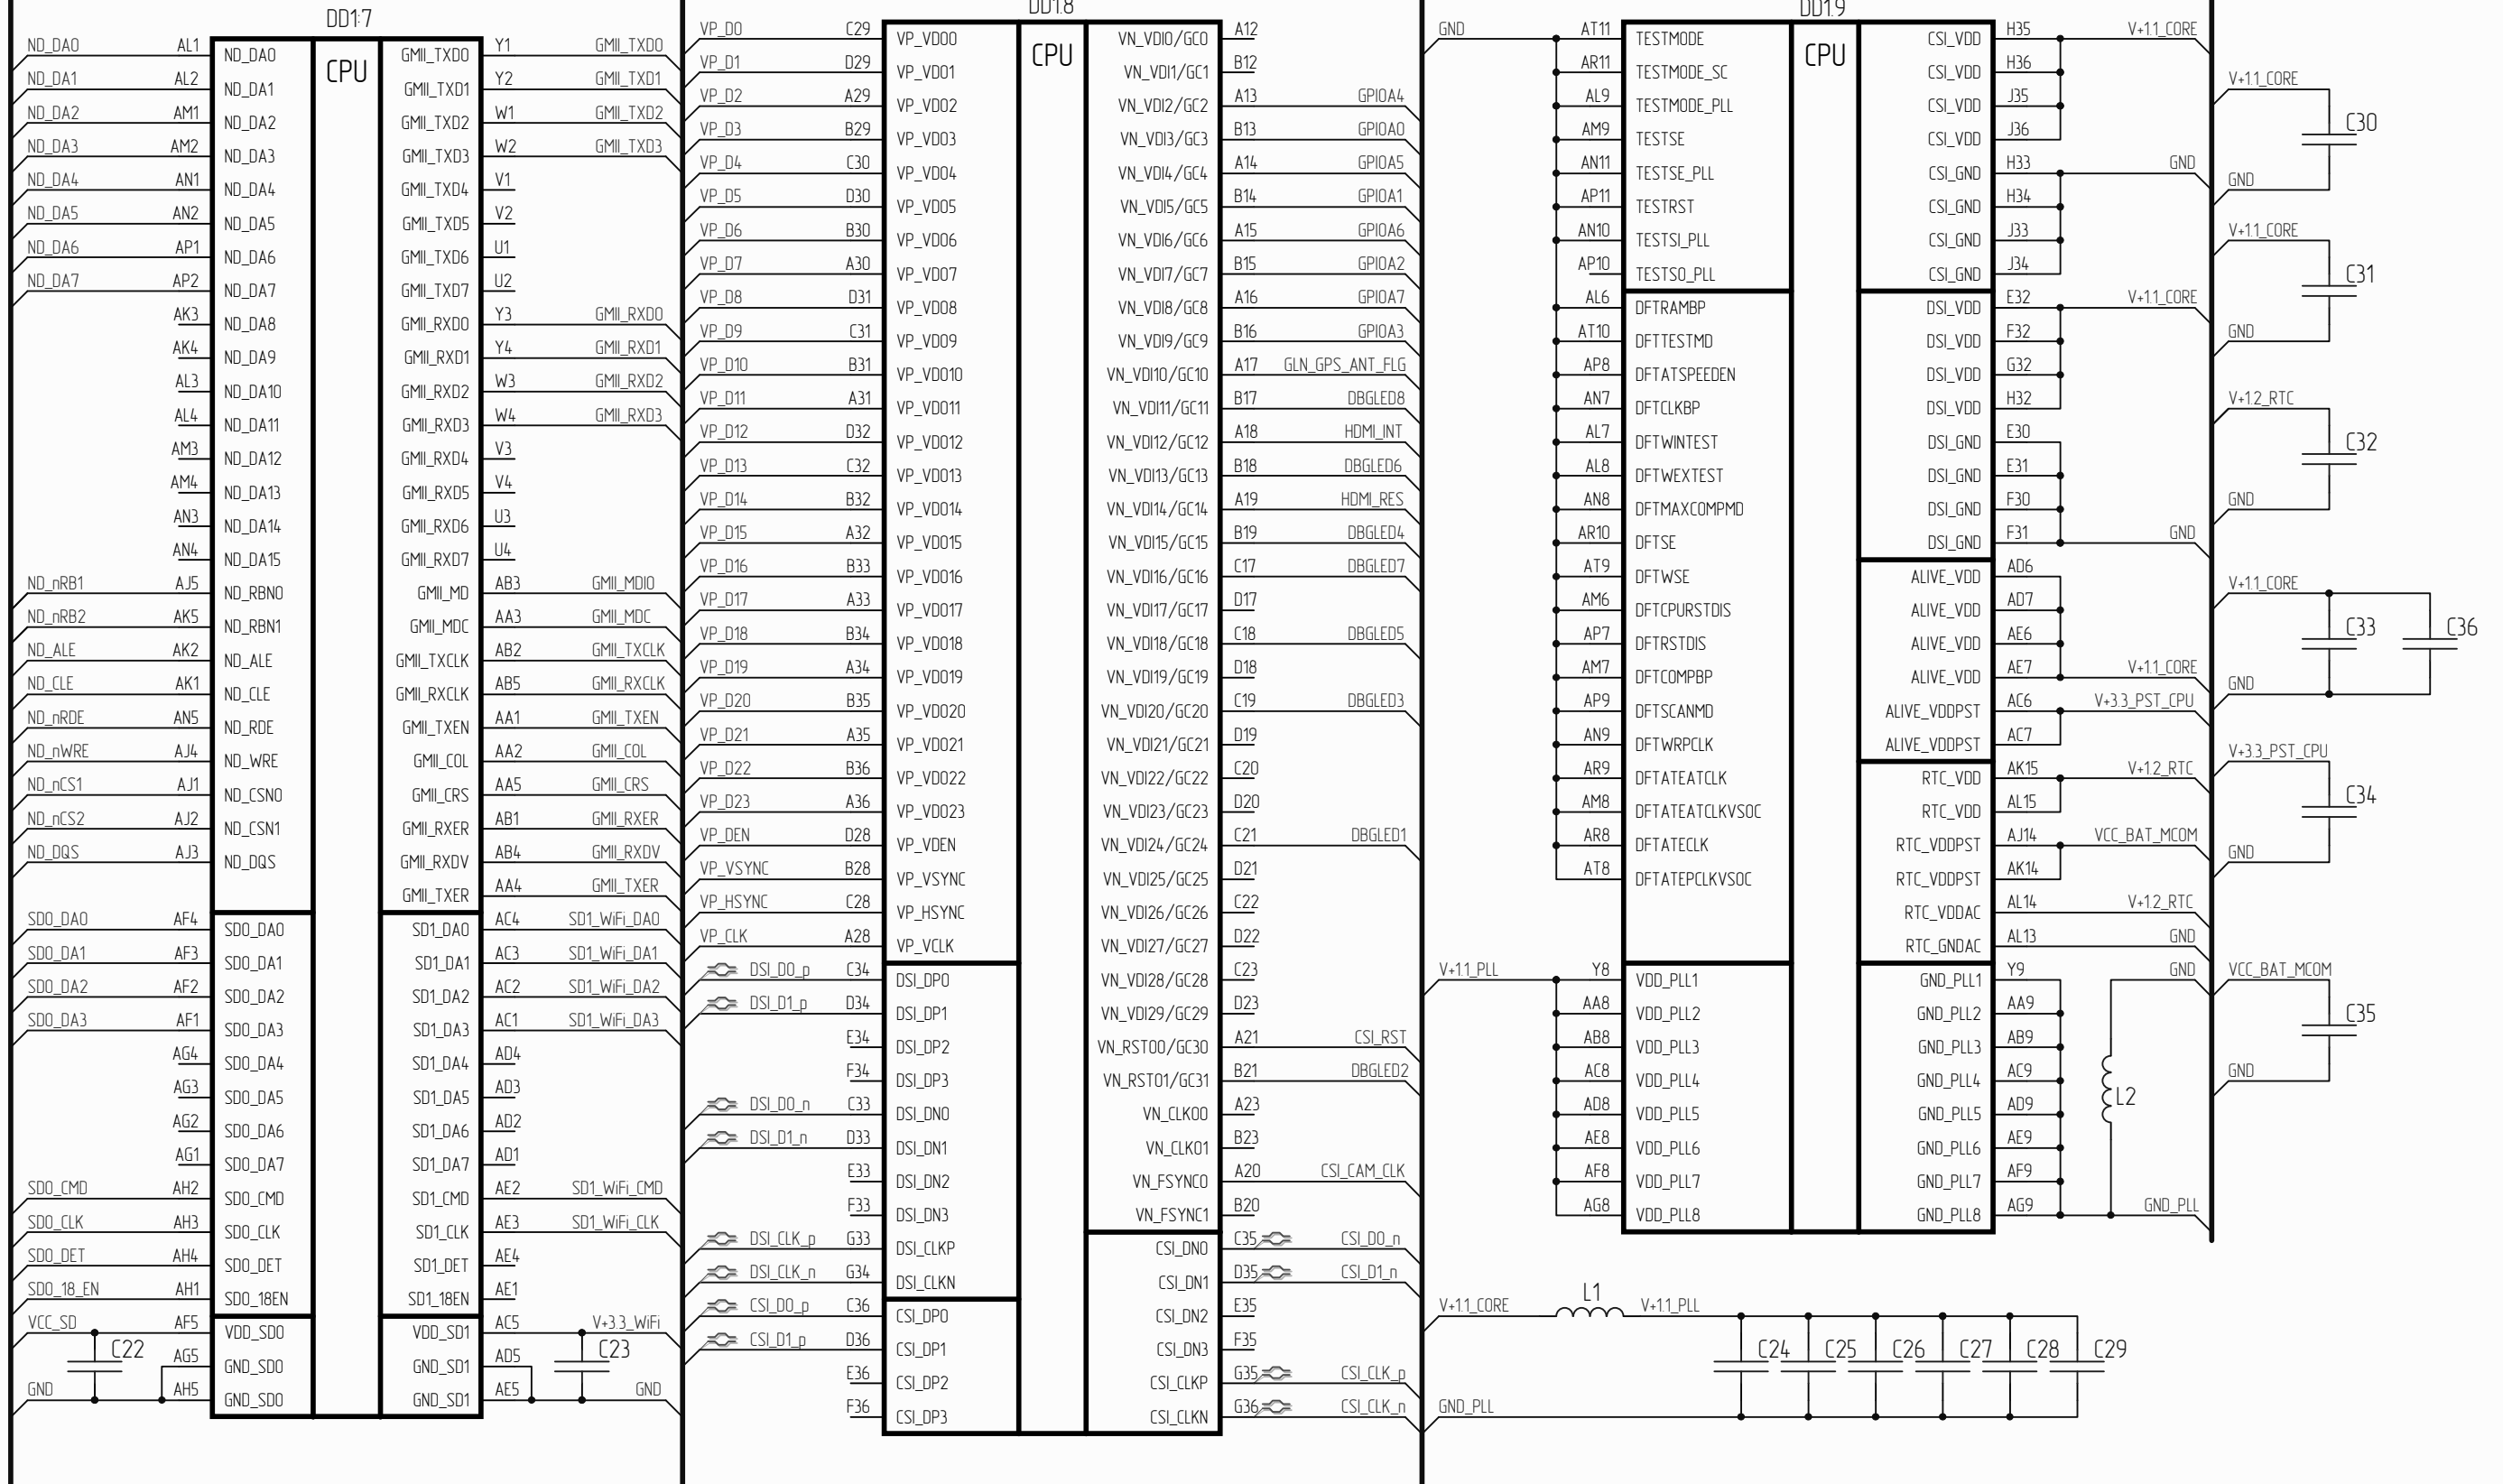 DD1:7
CPU
ND_DA0 AL1 ND_DA0 GMII_TXD0 Y1 GMII_TXD0
ND_DA1 AL2 ND_DA1 GMII_TXD1 Y2 GMII_TXD1
ND_DA2 AM1 ND_DA2 GMII_TXD2 W1 GMII_TXD2
ND_DA3 AM2 ND_DA3 GMII_TXD3 W2 GMII_TXD3
ND_DA4 AN1 ND_DA4 GMII_TXD4 V1
ND_DA5 AN2 ND_DA5 GMII_TXD5 V2
ND_DA6 AP1 ND_DA6 GMII_TXD6 U1
ND_DA7 AP2 ND_DA7 GMII_TXD7 U2
AK3 ND_DA8 GMII_RXD0 Y3 GMII_RXD0
AK4 ND_DA9 GMII_RXD1 Y4 GMII_RXD1
AL3 ND_DA10 GMII_RXD2 W3 GMII_RXD2
AL4 ND_DA11 GMII_RXD3 W4 GMII_RXD3
AM3 ND_DA12 GMII_RXD4 V3
AM4 ND_DA13 GMII_RXD5 V4
AN3 ND_DA14 GMII_RXD6 U3
AN4 ND_DA15 GMII_RXD7 U4
ND_nRB1 AJ5 ND_RBN0 GMII_MD AB3 GMII_MDIO
ND_nRB2 AK5 ND_RBN1 GMII_MDC AA3 GMII_MDC
ND_ALE AK2 ND_ALE GMII_TXCLK AB2 GMII_TXCLK
ND_CLE AK1 ND_CLE GMII_RXCLK AB5 GMII_RXCLK
ND_nRDE AN5 ND_RDE GMII_TXEN AA1 GMII_TXEN
ND_nWRE AJ4 ND_WRE GMII_COL AA2 GMII_COL
ND_nCS1 AJ1 ND_CSN0 GMII_CRS AA5 GMII_CRS
ND_nCS2 AJ2 ND_CSN1 GMII_RXER AB1 GMII_RXER
ND_DQS AJ3 ND_DQS GMII_RXDV AB4 GMII_RXDV
GMII_TXER AA4 GMII_TXER
SD0_DA0 AF4 SD0_DA0 SD1_DA0 AC4 SD1_WiFi_DA0
SD0_DA1 AF3 SD0_DA1 SD1_DA1 AC3 SD1_WiFi_DA1
SD0_DA2 AF2 SD0_DA2 SD1_DA2 AC2 SD1_WiFi_DA2
SD0_DA3 AF1 SD0_DA3 SD1_DA3 AC1 SD1_WiFi_DA3
AG4 SD0_DA4 SD1_DA4 AD4
AG3 SD0_DA5 SD1_DA5 AD3
AG2 SD0_DA6 SD1_DA6 AD2
AG1 SD0_DA7 SD1_DA7 AD1
SD0_CMD AH2 SD0_CMD SD1_CMD AE2 SD1_WiFi_CMD
SD0_CLK AH3 SD0_CLK SD1_CLK AE3 SD1_WiFi_CLK
SD0_DET AH4 SD0_DET SD1_DET AE4
SD0_18_EN AH1 SD0_18EN SD1_18EN AE1
VCC_SD AF5 VDD_SD0 VDD_SD1 AC5 V+3.3_WiFi
C22 AG5 GND_SD0 GND_SD1 AD5 C23
GND AH5 GND_SD0 GND_SD1 AE5 GND
DD1:8
CPU
VP_D0 C29 VP_VDO0 VN_VDI0/GC0 A12
VP_D1 D29 VP_VDO1 VN_VDI1/GC1 B12
VP_D2 A29 VP_VDO2 VN_VDI2/GC2 A13 GPIOA4
VP_D3 B29 VP_VDO3 VN_VDI3/GC3 B13 GPIOA0
VP_D4 C30 VP_VDO4 VN_VDI4/GC4 A14 GPIOA5
VP_D5 D30 VP_VDO5 VN_VDI5/GC5 B14 GPIOA1
VP_D6 B30 VP_VDO6 VN_VDI6/GC6 A15 GPIOA6
VP_D7 A30 VP_VDO7 VN_VDI7/GC7 B15 GPIOA2
VP_D8 D31 VP_VDO8 VN_VDI8/GC8 A16 GPIOA7
VP_D9 C31 VP_VDO9 VN_VDI9/GC9 B16 GPIOA3
VP_D10 B31 VP_VDO10 VN_VDI10/GC10 A17 GLN_GPS_ANT_FLG
VP_D11 A31 VP_VDO11 VN_VDI11/GC11 B17 DBGLED8
VP_D12 D32 VP_VDO12 VN_VDI12/GC12 A18 HDMI_INT
VP_D13 C32 VP_VDO13 VN_VDI13/GC13 B18 DBGLED6
VP_D14 B32 VP_VDO14 VN_VDI14/GC14 A19 HDMI_RES
VP_D15 A32 VP_VDO15 VN_VDI15/GC15 B19 DBGLED4
VP_D16 B33 VP_VDO16 VN_VDI16/GC16 C17 DBGLED7
VP_D17 A33 VP_VDO17 VN_VDI17/GC17 D17
VP_D18 B34 VP_VDO18 VN_VDI18/GC18 C18 DBGLED5
VP_D19 A34 VP_VDO19 VN_VDI19/GC19 D18
VP_D20 B35 VP_VDO20 VN_VDI20/GC20 C19 DBGLED3
VP_D21 A35 VP_VDO21 VN_VDI21/GC21 D19
VP_D22 B36 VP_VDO22 VN_VDI22/GC22 C20
VP_D23 A36 VP_VDO23 VN_VDI23/GC23 D20
VP_DEN D28 VP_VDEN VN_VDI24/GC24 C21 DBGLED1
VP_VSYNC B28 VP_VSYNC VN_VDI25/GC25 D21
VP_HSYNC C28 VP_HSYNC VN_VDI26/GC26 C22
VP_CLK A28 VP_VCLK VN_VDI27/GC27 D22
DSI_D0_p C34 DSI_DP0 VN_VDI28/GC28 C23
DSI_D1_p D34 DSI_DP1 VN_VDI29/GC29 D23
E34 DSI_DP2 VN_RSTO0/GC30 A21 CSI_RST
F34 DSI_DP3 VN_RSTO1/GC31 B21 DBGLED2
DSI_D0_n C33 DSI_DN0 VN_CLKO0 A23
DSI_D1_n D33 DSI_DN1 VN_CLKO1 B23
E33 DSI_DN2 VN_FSYNC0 A20 CSI_CAM_CLK
F33 DSI_DN3 VN_FSYNC1 B20
DSI_CLK_p G33 DSI_CLKP CSI_DN0 C35 CSI_D0_n
DSI_CLK_n G34 DSI_CLKN CSI_DN1 D35 CSI_D1_n
CSI_D0_p C36 CSI_DP0 CSI_DN2 E35
CSI_D1_p D36 CSI_DP1 CSI_DN3 F35
E36 CSI_DP2 CSI_CLKP G35 CSI_CLK_p
F36 CSI_DP3 CSI_CLKN G36 CSI_CLK_n
DD1:9
CPU
GND AT11 TESTMODE CSI_VDD H35 V+1.1_CORE
AR11 TESTMODE_SC CSI_VDD H36
AL9 TESTMODE_PLL CSI_VDD J35
AM9 TESTSE CSI_VDD J36
AN11 TESTSE_PLL CSI_GND H33 GND
AP11 TESTRST CSI_GND H34
AN10 TESTSI_PLL CSI_GND J33
AP10 TESTSO_PLL CSI_GND J34
AL6 DFTRAMBP DSI_VDD E32 V+1.1_CORE
AT10 DFTTESTMD DSI_VDD F32
AP8 DFTATSPEEDEN DSI_VDD G32
AN7 DFTCLKBP DSI_VDD H32
AL7 DFTWINTEST DSI_GND E30
AL8 DFTWEXTEST DSI_GND E31
AN8 DFTMAXCOMPMD DSI_GND F30
AR10 DFTSE DSI_GND F31 GND
AT9 DFTWSE ALIVE_VDD AD6
AM6 DFTCPURSTDIS ALIVE_VDD AD7
AP7 DFTRSTDIS ALIVE_VDD AE6
AM7 DFTCOMPBP ALIVE_VDD AE7 V+1.1_CORE
AP9 DFTSCANMD ALIVE_VDDPST AC6 V+3.3_PST_CPU
AN9 DFTWRPCLK ALIVE_VDDPST AC7
AR9 DFTATEATCLK RTC_VDD AK15 V+1.2_RTC
AM8 DFTATEATCLKVSOC RTC_VDD AL15
AR8 DFTATECLK RTC_VDDPST AJ14 VCC_BAT_MCOM
AT8 DFTATEPCLKVSOC RTC_VDDPST AK14
RTC_VDDAC AL14 V+1.2_RTC
RTC_GNDAC AL13 GND
V+1.1_PLL Y8 VDD_PLL1 GND_PLL1 Y9 GND
AA8 VDD_PLL2 GND_PLL2 AA9
AB8 VDD_PLL3 GND_PLL3 AB9
AC8 VDD_PLL4 GND_PLL4 AC9
AD8 VDD_PLL5 GND_PLL5 AD9 L2
AE8 VDD_PLL6 GND_PLL6 AE9
AF8 VDD_PLL7 GND_PLL7 AF9
AG8 VDD_PLL8 GND_PLL8 AG9 GND_PLL
L1
V+1.1_CORE V+1.1_PLL
C24 C25 C26 C27 C28 C29
GND_PLL
V+1.1_CORE
C30
GND
V+1.1_CORE
C31
GND
V+1.2_RTC
C32
GND
V+1.1_CORE
C33 C36
GND
V+3.3_PST_CPU
C34
GND
VCC_BAT_MCOM
C35
GND